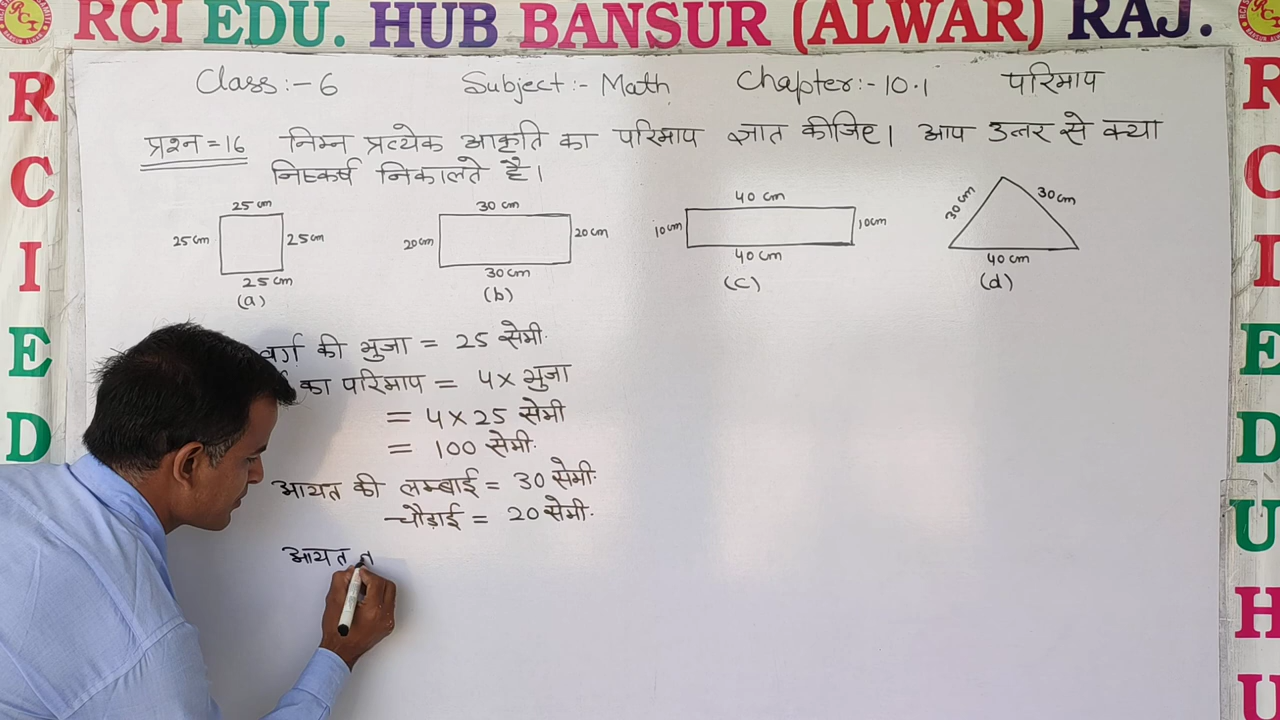 RCI EDU. HUB BANSUR (ALWAR) RAJ.
Class:- 6 Subject:- Math Chapter:- 10.1 परिमाप
प्रश्न = 16 निम्न प्रत्येक आकृति का परिमाप ज्ञात कीजिए। आप उत्तर से क्या
निष्कर्ष निकालते है।
25 cm
25 cm 25 cm
25 cm
(a)
30 cm
20 cm 20 cm
30 cm
(b)
40 cm
10 cm 10 cm
40 cm
(c)
30 cm 30 cm
40 cm
(d)
वर्ग की भुजा = 25 सेमी.
का परिमाप = 4 × भुजा
= 4 × 25 सेमी
= 100 सेमी.
आयत की लम्बाई = 30 सेमी.
चौड़ाई = 20 सेमी.
आयत
R
C
I
E
D
R
C
I
E
D
U
H
U